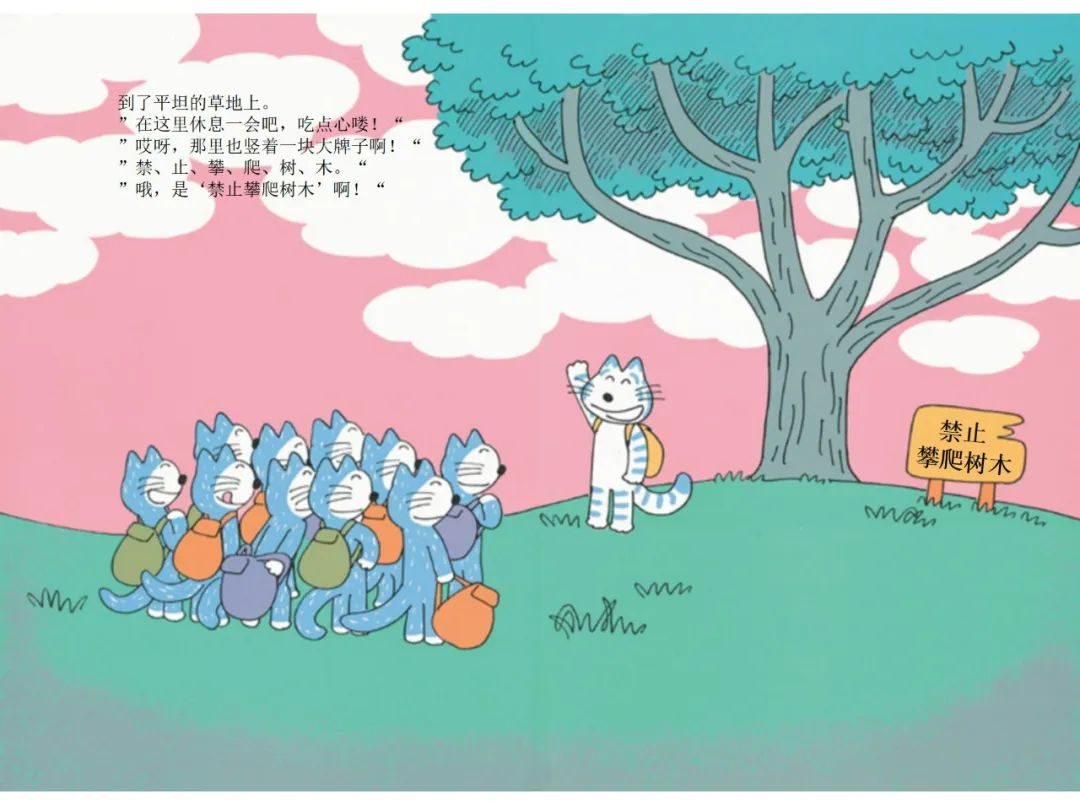 到了平坦的草地上。
”在这里休息一会吧，吃点心喽！“
”哎呀，那里也竖着一块大牌子啊！“
”禁、止、攀、爬、树、木。“
”哦，是‘禁止攀爬树木’啊！“
禁止
攀爬树木